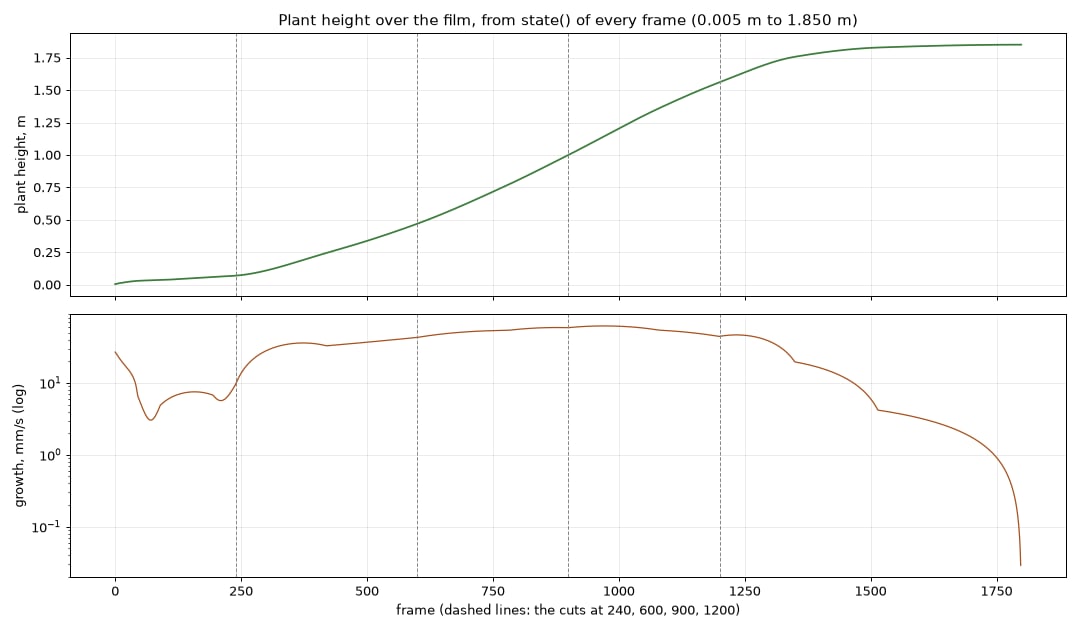 Plant height over the film, from state() of every frame (0.005 m to 1.850 m)
plant height, m
1.75
1.50
1.25
1.00
0.75
0.50
0.25
0.00
growth, mm/s (log)
10¹
10⁰
10⁻¹
0 250 500 750 1000 1250 1500 1750
frame (dashed lines: the cuts at 240, 600, 900, 1200)